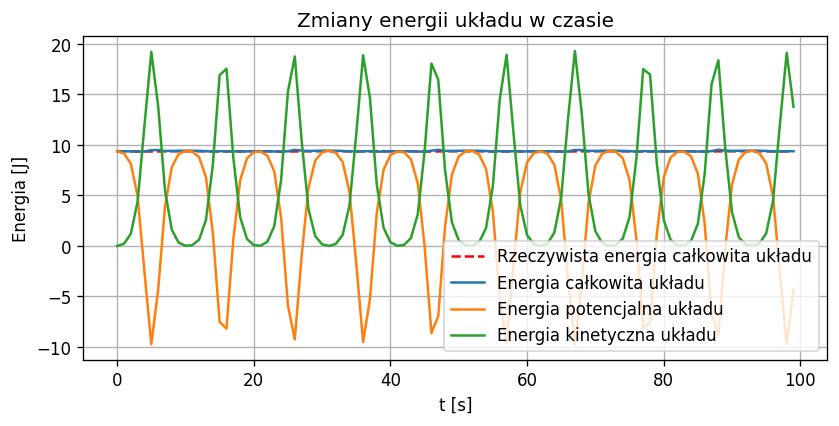 Zmiany energii układu w czasie
Energia [J]
20
15
10
5
0
−5
−10
Rzeczywista energia całkowita układu
Energia całkowita układu
Energia potencjalna układu
Energia kinetyczna układu
0 20 40 60 80 100
t [s]